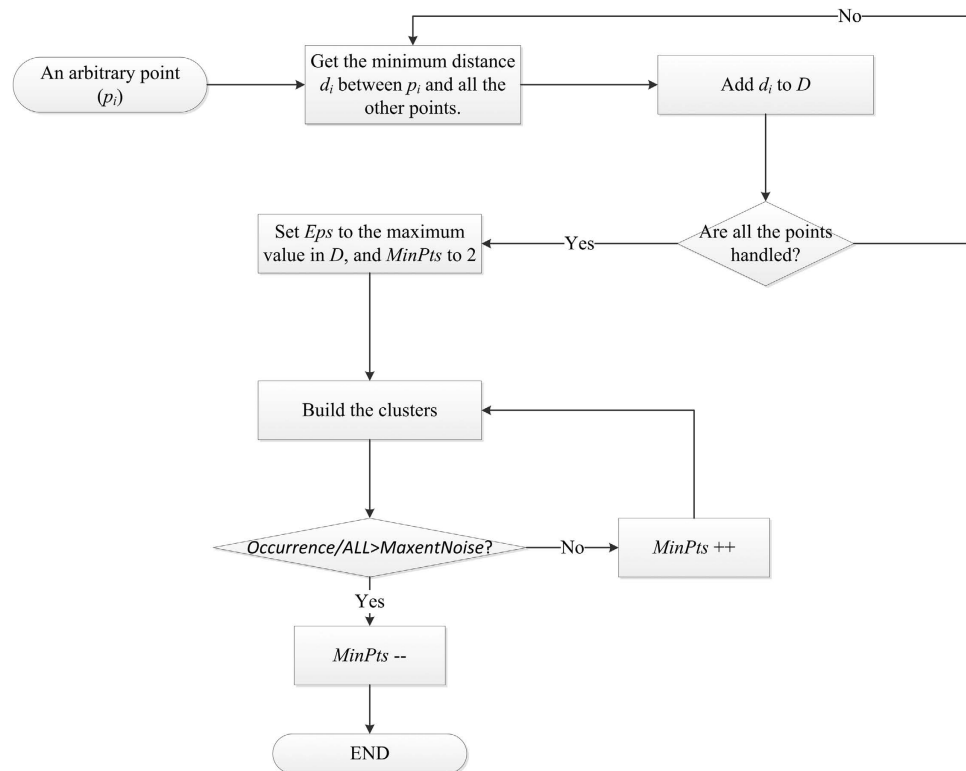 No
An arbitrary point
(pi)
Get the minimum distance
di between pi and all the
other points.
Add di to D
Are all the points
handled?
Yes
Set Eps to the maximum
value in D, and MinPts to 2
Build the clusters
Occurrence/ALL>MaxentNoise?
No
MinPts ++
Yes
MinPts --
END